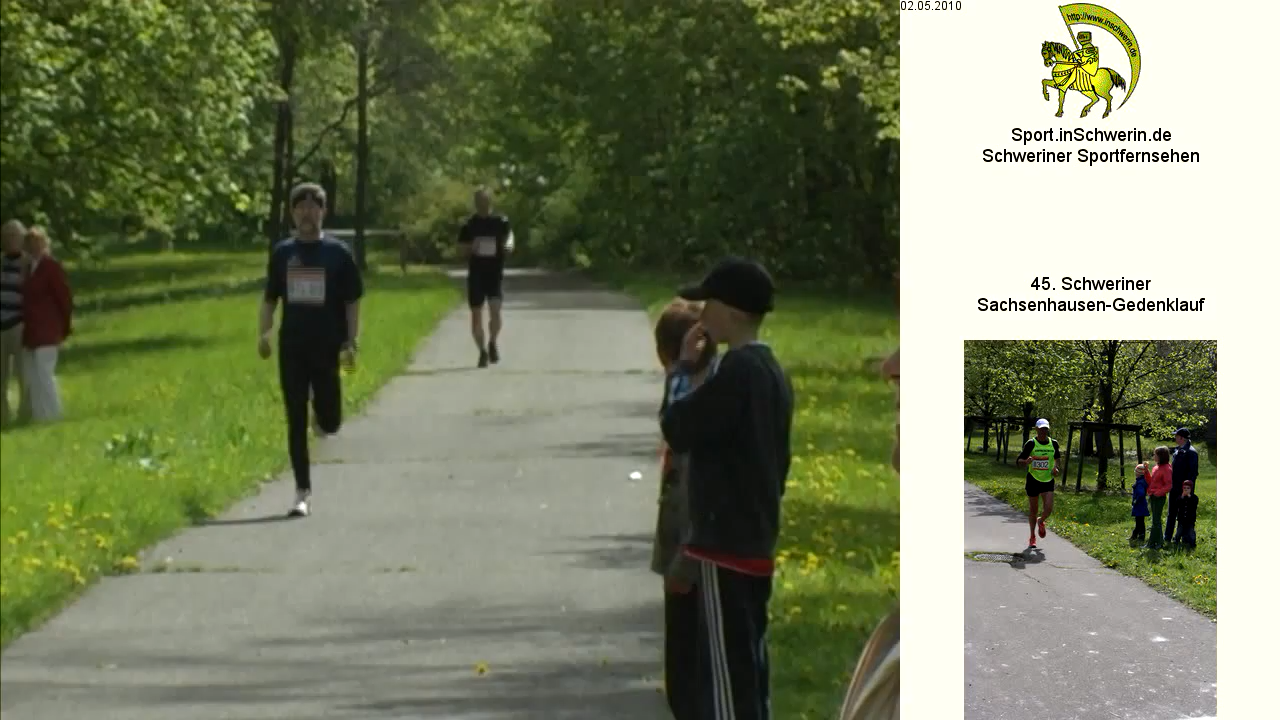 02.05.2010
http://www.inschwerin.de
Sport.inSchwerin.de
Schweriner Sportfernsehen
45. Schweriner
Sachsenhausen-Gedenklauf